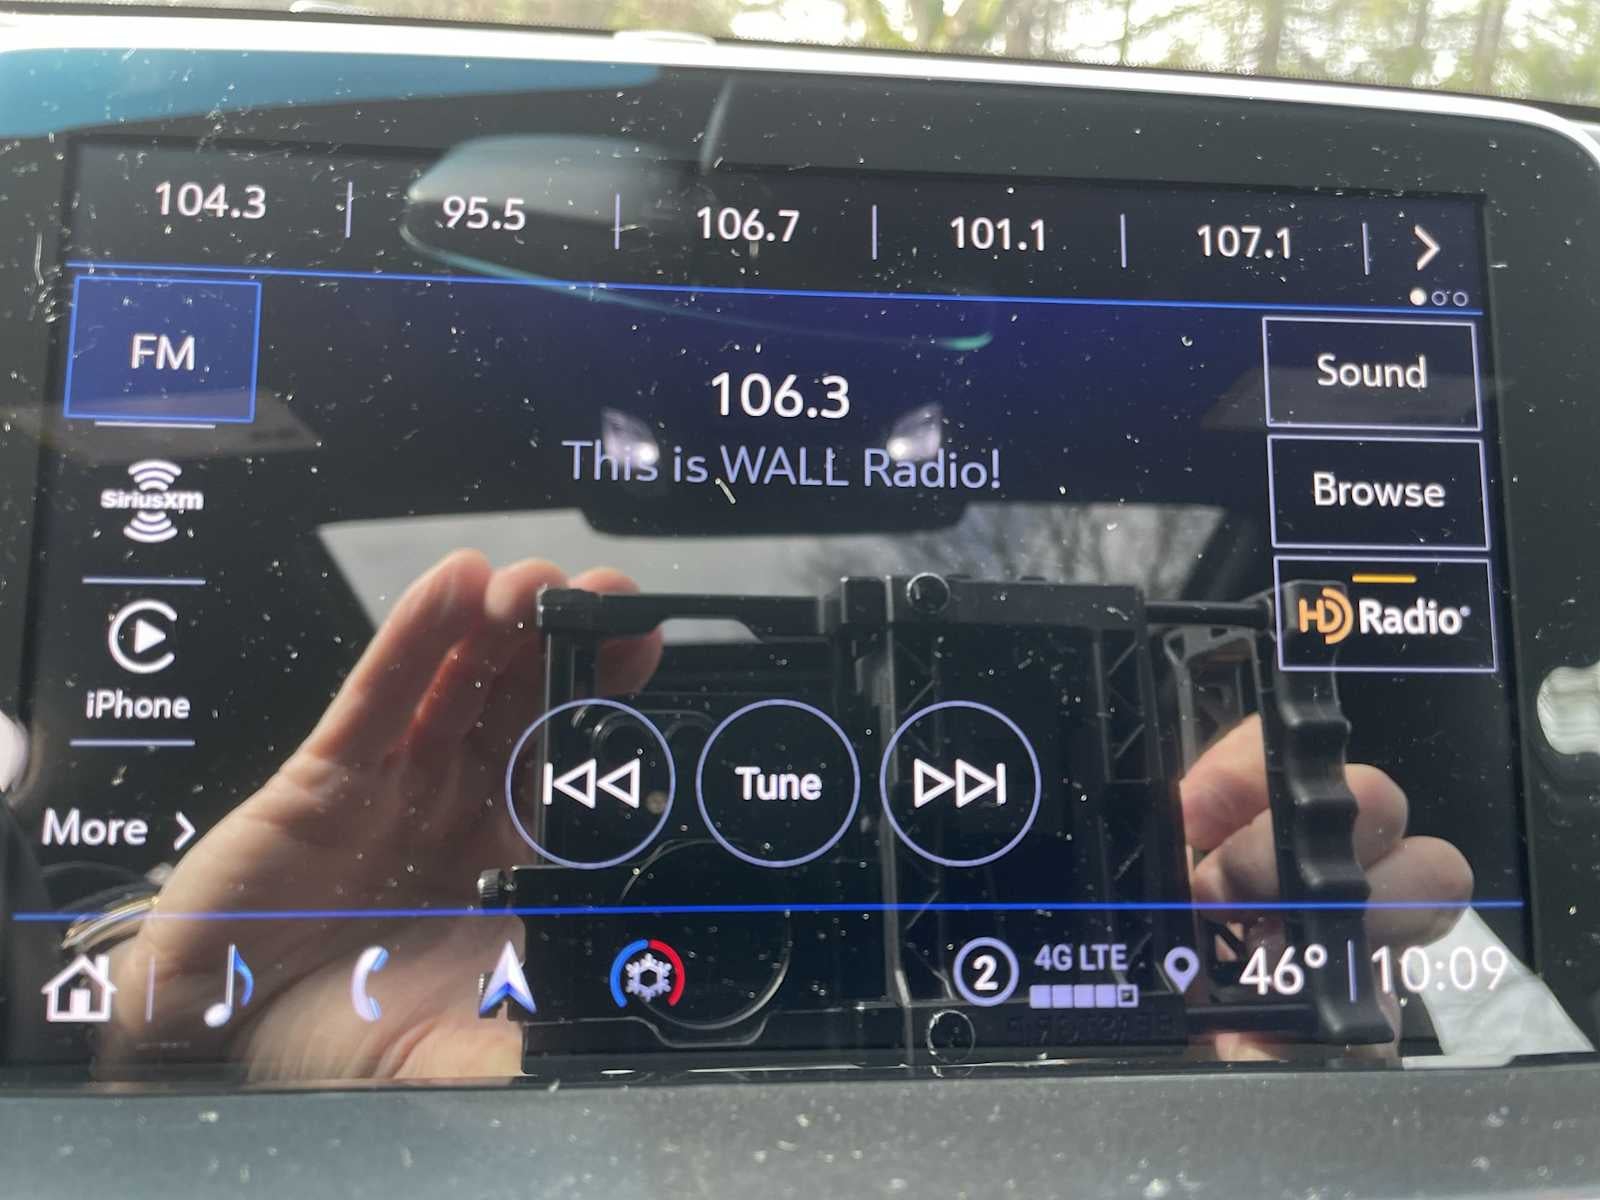 104.3
95.5
106.7
101.1
107.1
FM
106.3
This is WALL Radio!
Sound
Browse
SiriusXm
HD Radio®
iPhone
Tune
More
2
4G LTE
46°
10:09